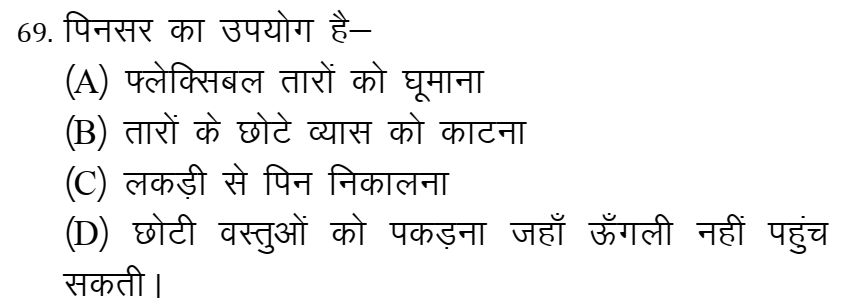 69. पिनसर का उपयोग है–
(A) फ्लेक्सिबल तारों को घूमाना
(B) तारों के छोटे व्यास को काटना
(C) लकड़ी से पिन निकालना
(D) छोटी वस्तुओं को पकड़ना जहाँ ऊँगली नहीं पहुंच
सकती।